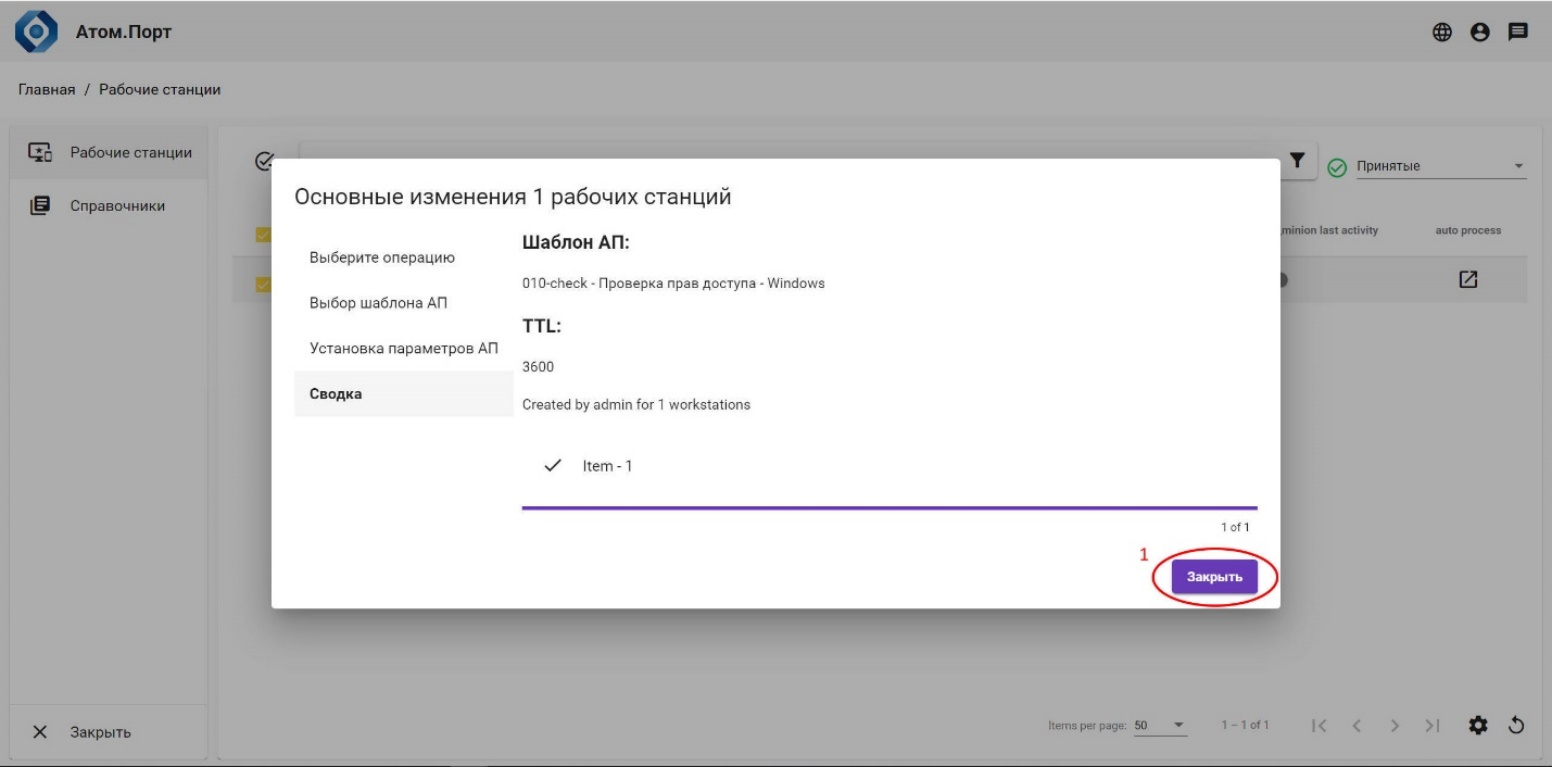 Атом.Порт
Главная / Рабочие станции
Рабочие станции
Справочники
Принятые
minion last activity
auto process
Основные изменения 1 рабочих станций
Выберите операцию
Выбор шаблона АП
Установка параметров АП
Сводка
Шаблон АП:
010-check - Проверка прав доступа - Windows
TTL:
3600
Created by admin for 1 workstations
Item - 1
1 of 1
1
Закрыть
Закрыть
Items per page: 50
1 – 1 of 1